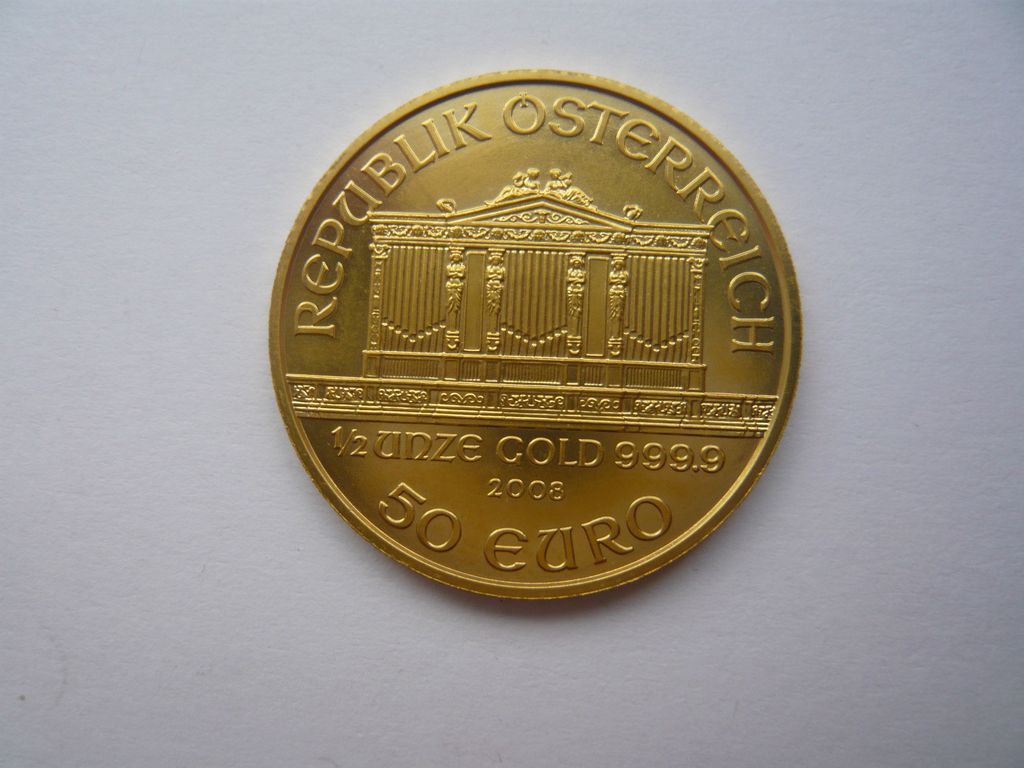 REPUBLIK ÖSTERREICH
1/2 UNZE GOLD 999.9
2008
50 EURO